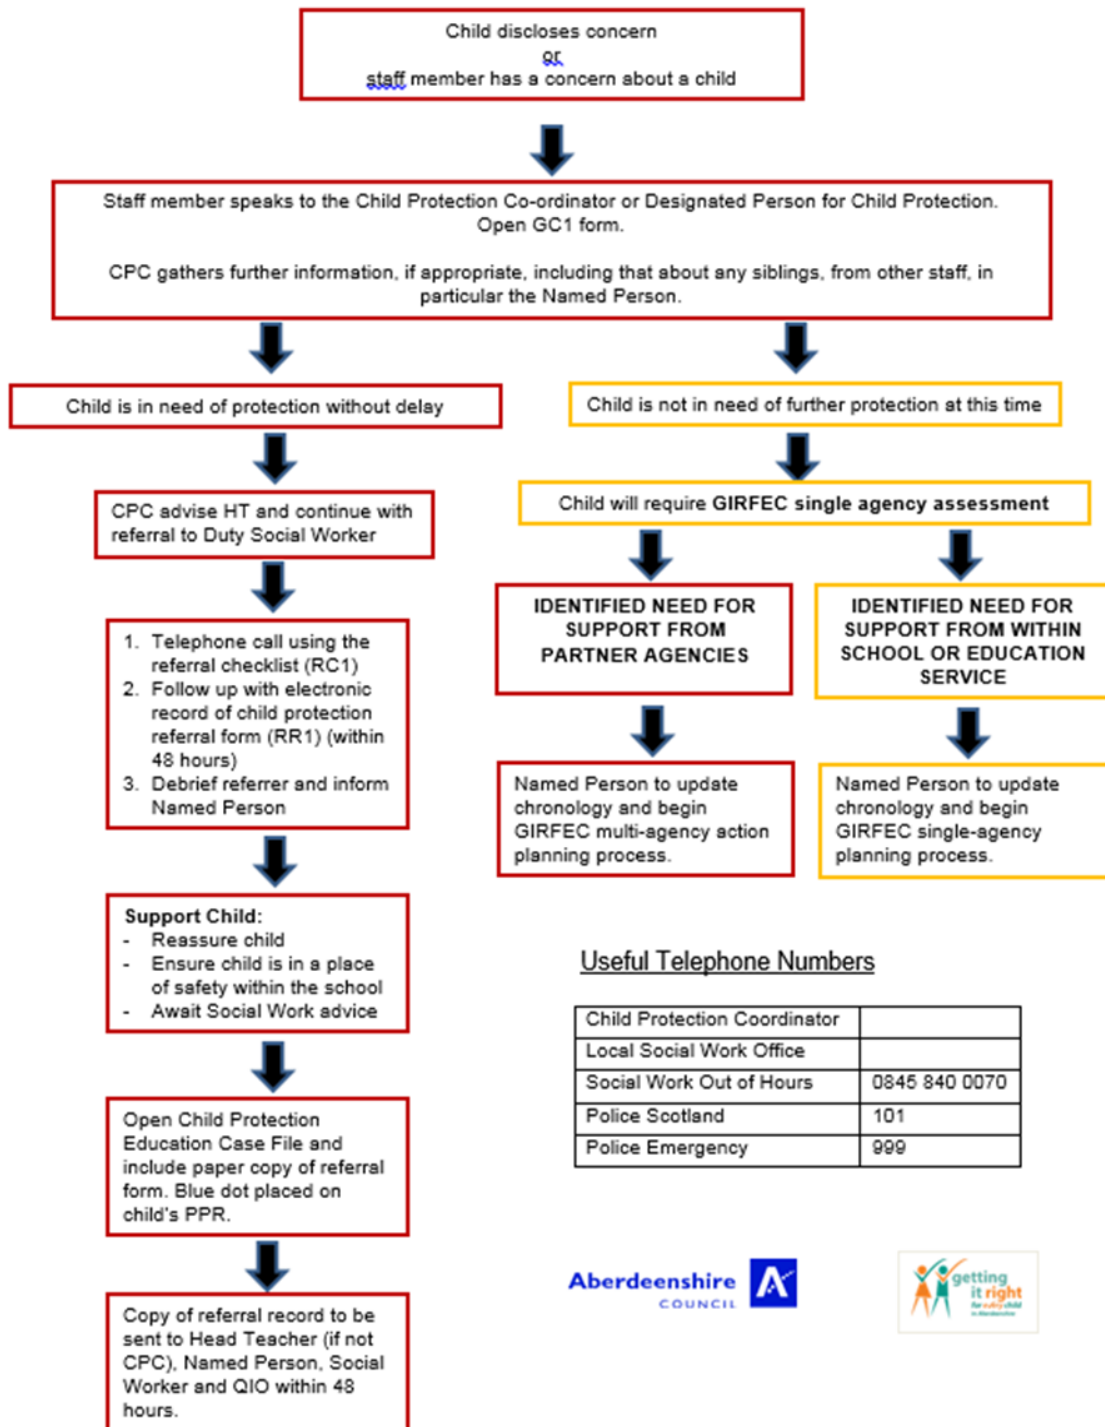 Child discloses concern
or
staff member has a concern about a child
Staff member speaks to the Child Protection Co-ordinator or Designated Person for Child Protection.
Open GC1 form.
CPC gathers further information, if appropriate, including that about any siblings, from other staff, in
particular the Named Person.
Child is in need of protection without delay
Child is not in need of further protection at this time
CPC advise HT and continue with
referral to Duty Social Worker
Child will require GIRFEC single agency assessment
1. Telephone call using the
referral checklist (RC1)
2. Follow up with electronic
record of child protection
referral form (RR1) (within
48 hours)
3. Debrief referrer and inform
Named Person
IDENTIFIED NEED FOR
SUPPORT FROM
PARTNER AGENCIES
IDENTIFIED NEED FOR
SUPPORT FROM WITHIN
SCHOOL OR EDUCATION
SERVICE
Named Person to update
chronology and begin
GIRFEC multi-agency action
planning process.
Named Person to update
chronology and begin
GIRFEC single-agency
planning process.
Support Child:
- Reassure child
- Ensure child is in a place
of safety within the school
- Await Social Work advice
Open Child Protection
Education Case File and
include paper copy of referral
form. Blue dot placed on
child's PPR.
Copy of referral record to be
sent to Head Teacher (if not
CPC), Named Person, Social
Worker and QIO within 48
hours.
Useful Telephone Numbers
Child Protection Coordinator
Local Social Work Office
Social Work Out of Hours 0845 840 0070
Police Scotland 101
Police Emergency 999
Aberdeenshire
COUNCIL
getting
it right
for every child
in Aberdeenshire